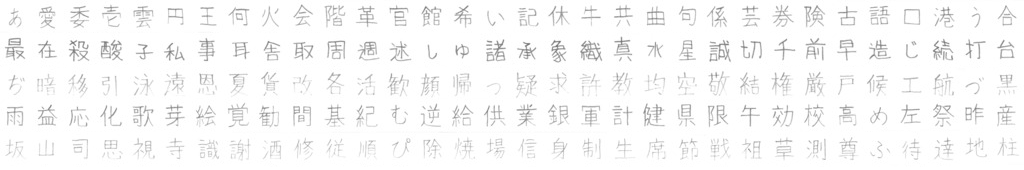 あ 愛 委 壱 雲 円 王 何 火 会 階 革 官 館 希 い 記 休 牛 共 曲 句 係 芸 券 険 古 語 口 港 う 合
最 在 殺 酸 子 私 事 耳 舎 取 周 週 述 し ゆ 諸 承 象 織 真 水 星 誠 切 千 前 早 造 じ 続 打 台
ぢ 暗 移 引 泳 遠 恩 夏 貨 改 各 活 歓 顔 帰 っ 疑 求 許 教 均 空 敬 結 権 厳 戸 候 工 航 づ 黒
雨 益 応 化 歌 芽 絵 覚 勧 間 基 紀 む 逆 給 供 業 銀 軍 計 健 県 限 午 効 校 高 め 左 祭 昨 産
坂 山 司 思 視 寺 識 謝 酒 修 従 順 ぴ 除 焼 場 信 身 制 生 席 節 戦 祖 草 測 尊 ふ 待 達 地 柱